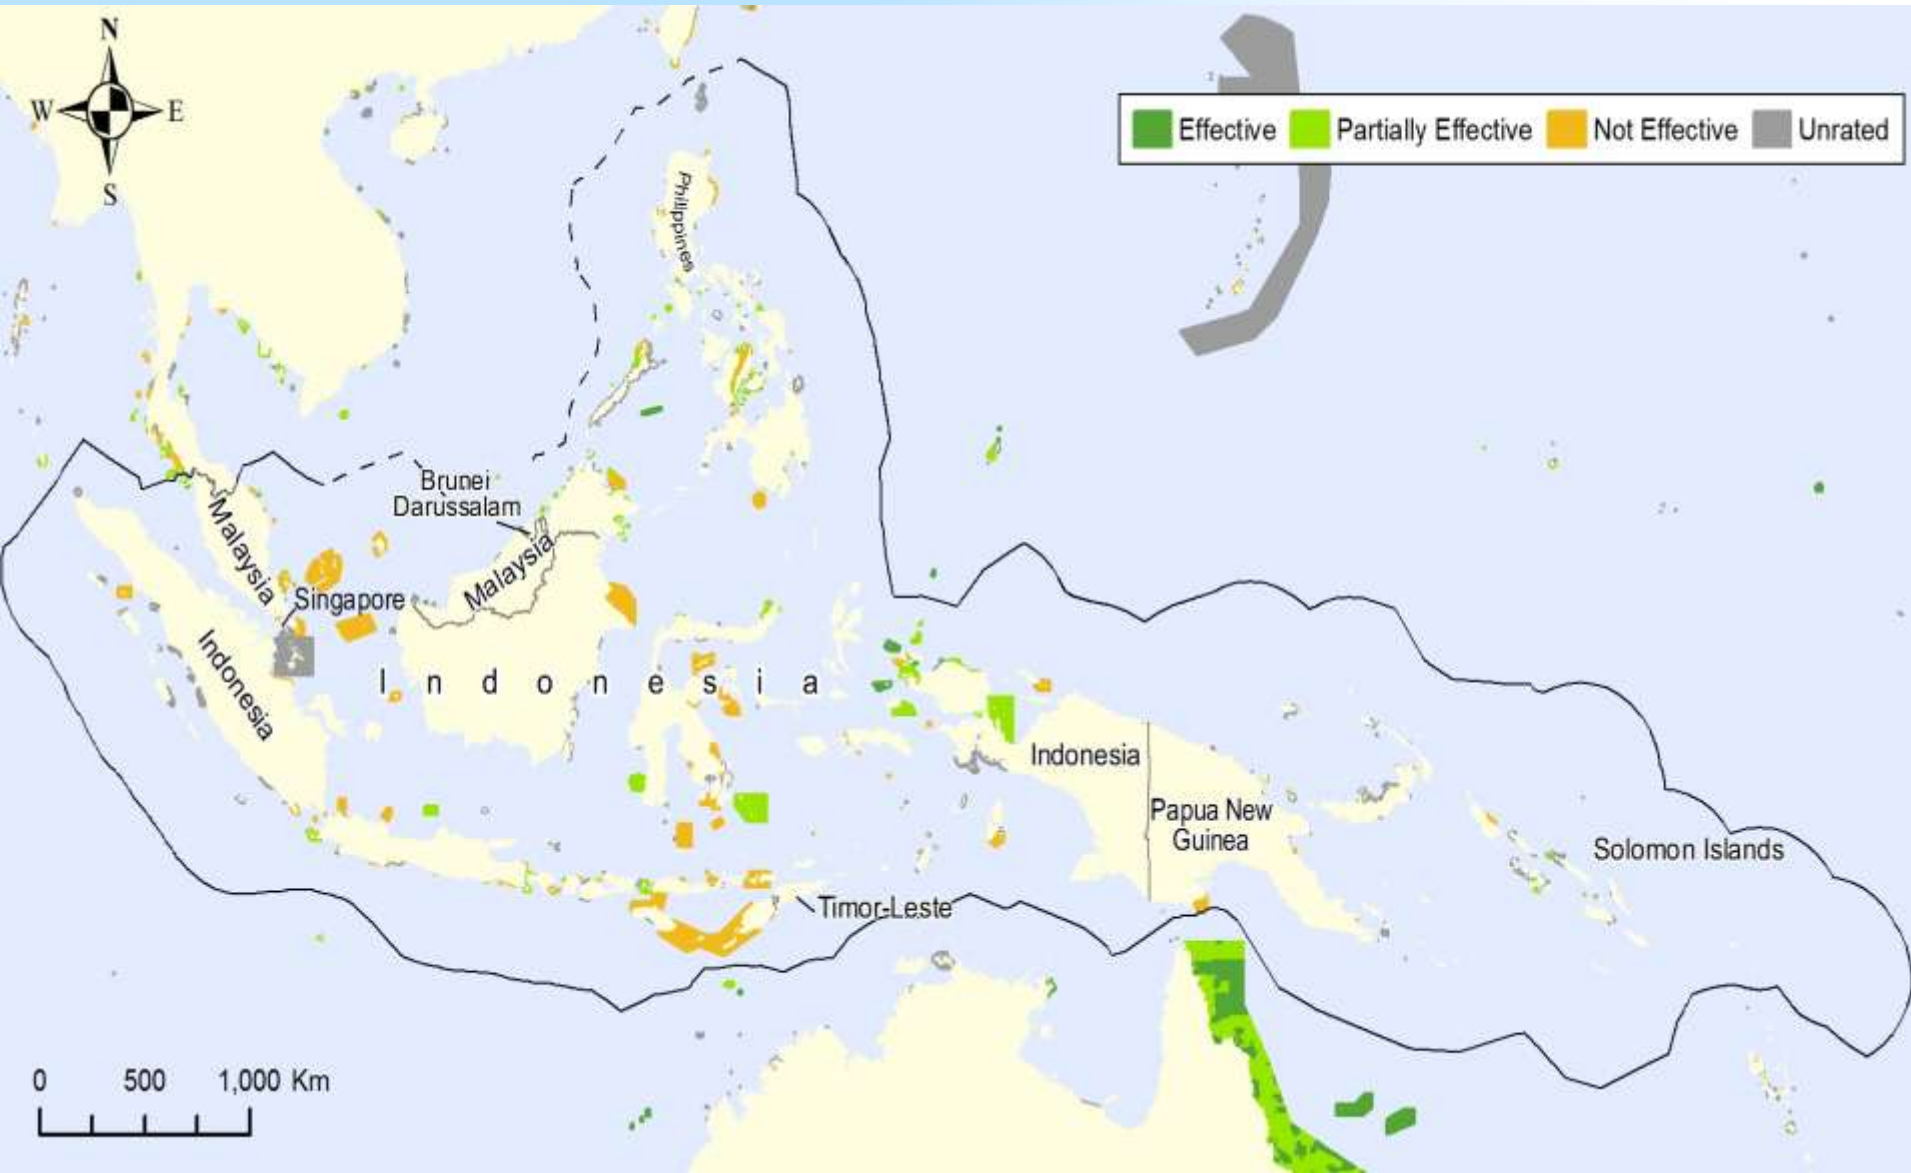 N
W E
S
Effective Partially Effective Not Effective Unrated
Philippines
Brunei
Darussalam
Malaysia
Malaysia
Singapore
Indonesia
Indonesia
Indonesia
Papua New
Guinea
Solomon Islands
Timor-Leste
0 500 1,000 Km